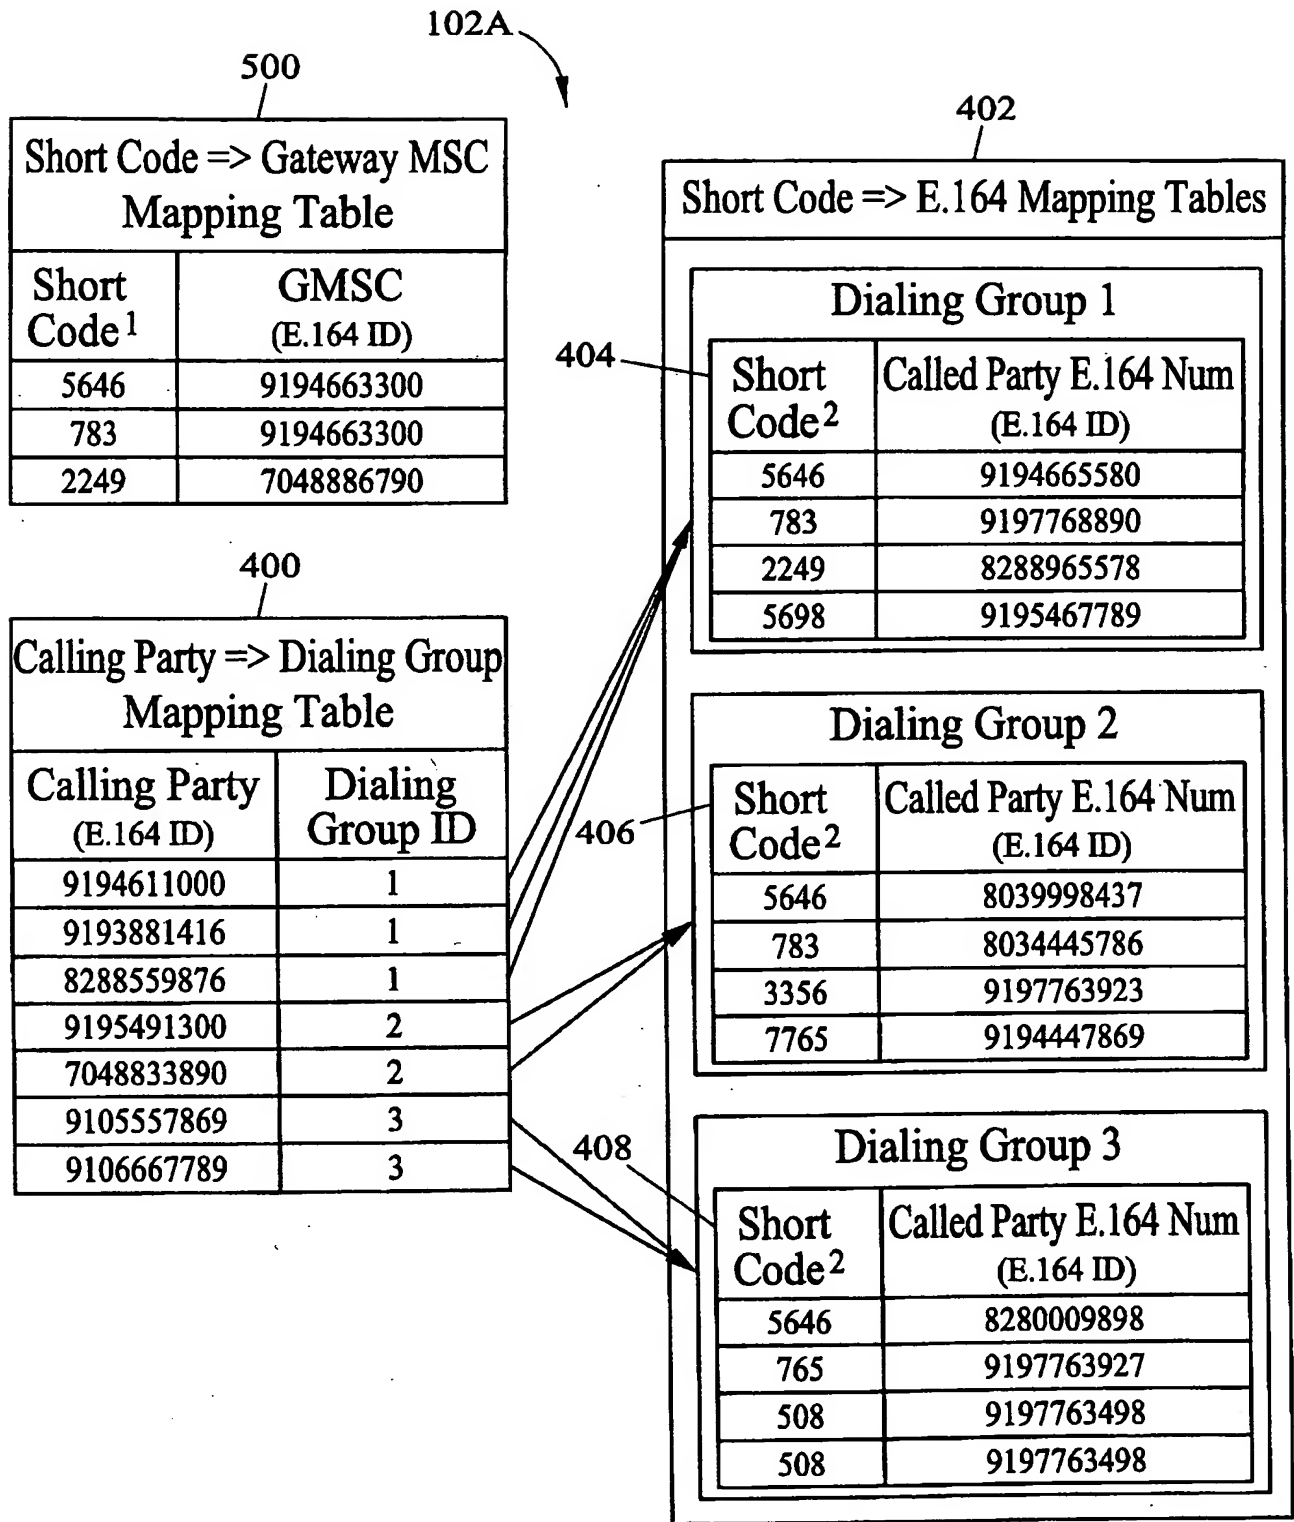 102A
500
Short Code => Gateway MSC
Mapping Table
Short Code1 GMSC (E.164 ID)
5646 9194663300
783 9194663300
2249 7048886790
400
Calling Party => Dialing Group
Mapping Table
Calling Party (E.164 ID) Dialing Group ID
9194611000 1
9193881416 1
8288559876 1
9195491300 2
7048833890 2
9105557869 3
9106667789 3
402
Short Code => E.164 Mapping Tables
Dialing Group 1
404
Short Code2 Called Party E.164 Num (E.164 ID)
5646 9194665580
783 9197768890
2249 8288965578
5698 9195467789
Dialing Group 2
406
Short Code2 Called Party E.164 Num (E.164 ID)
5646 8039998437
783 8034445786
3356 9197763923
7765 9194447869
Dialing Group 3
408
Short Code2 Called Party E.164 Num (E.164 ID)
5646 8280009898
765 9197763927
508 9197763498
508 9197763498